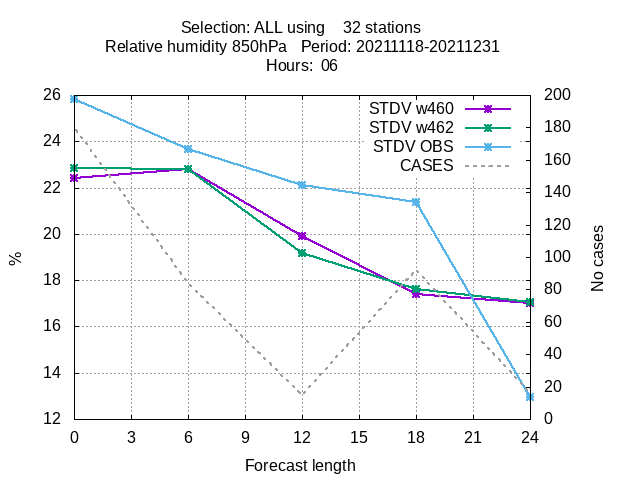 Selection: ALL using    32 stations
Relative humidity 850hPa   Period: 20211118-20211231
Hours:  06
STDV w460
STDV w462
STDV OBS
CASES
26
24
22
20
18
16
14
12
%
200
180
160
140
120
100
80
60
40
20
0
No cases
0 3 6 9 12 15 18 21 24
Forecast length